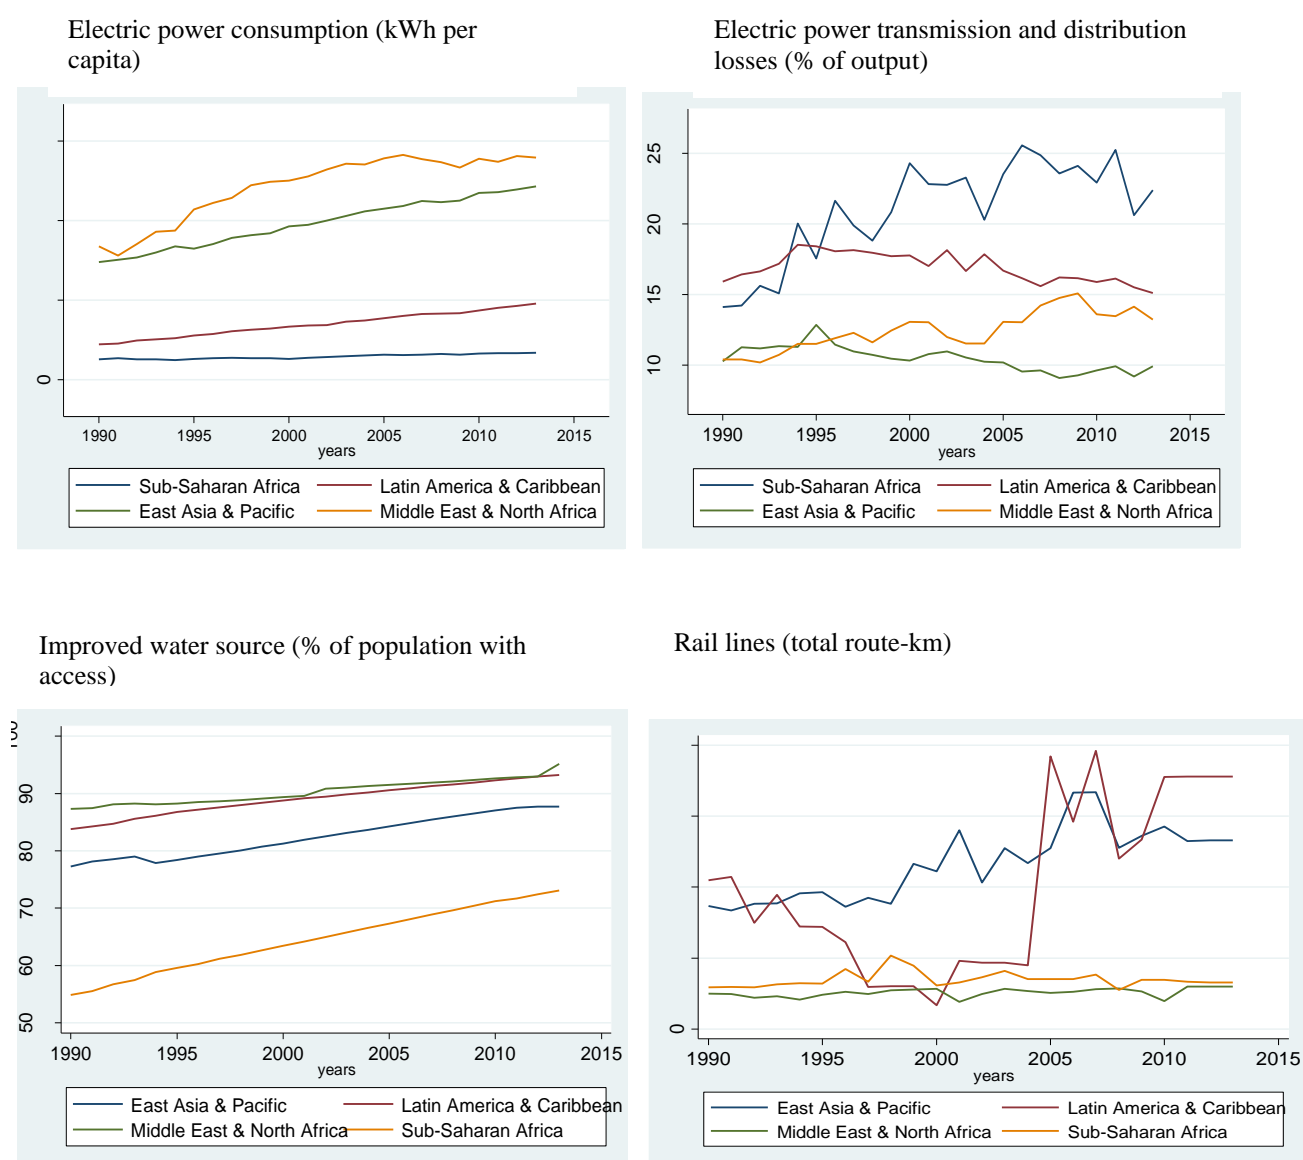 Electric power consumption (kWh per
capita)
0
1990 1995 2000 2005 2010 2015
years
Sub-Saharan Africa Latin America & Caribbean
East Asia & Pacific Middle East & North Africa
Electric power transmission and distribution
losses (% of output)
25
20
15
10
1990 1995 2000 2005 2010 2015
years
Sub-Saharan Africa Latin America & Caribbean
East Asia & Pacific Middle East & North Africa
Improved water source (% of population with
access)
100
90
80
70
60
50
1990 1995 2000 2005 2010 2015
years
East Asia & Pacific Latin America & Caribbean
Middle East & North Africa Sub-Saharan Africa
Rail lines (total route-km)
0
1990 1995 2000 2005 2010 2015
years
East Asia & Pacific Latin America & Caribbean
Middle East & North Africa Sub-Saharan Africa